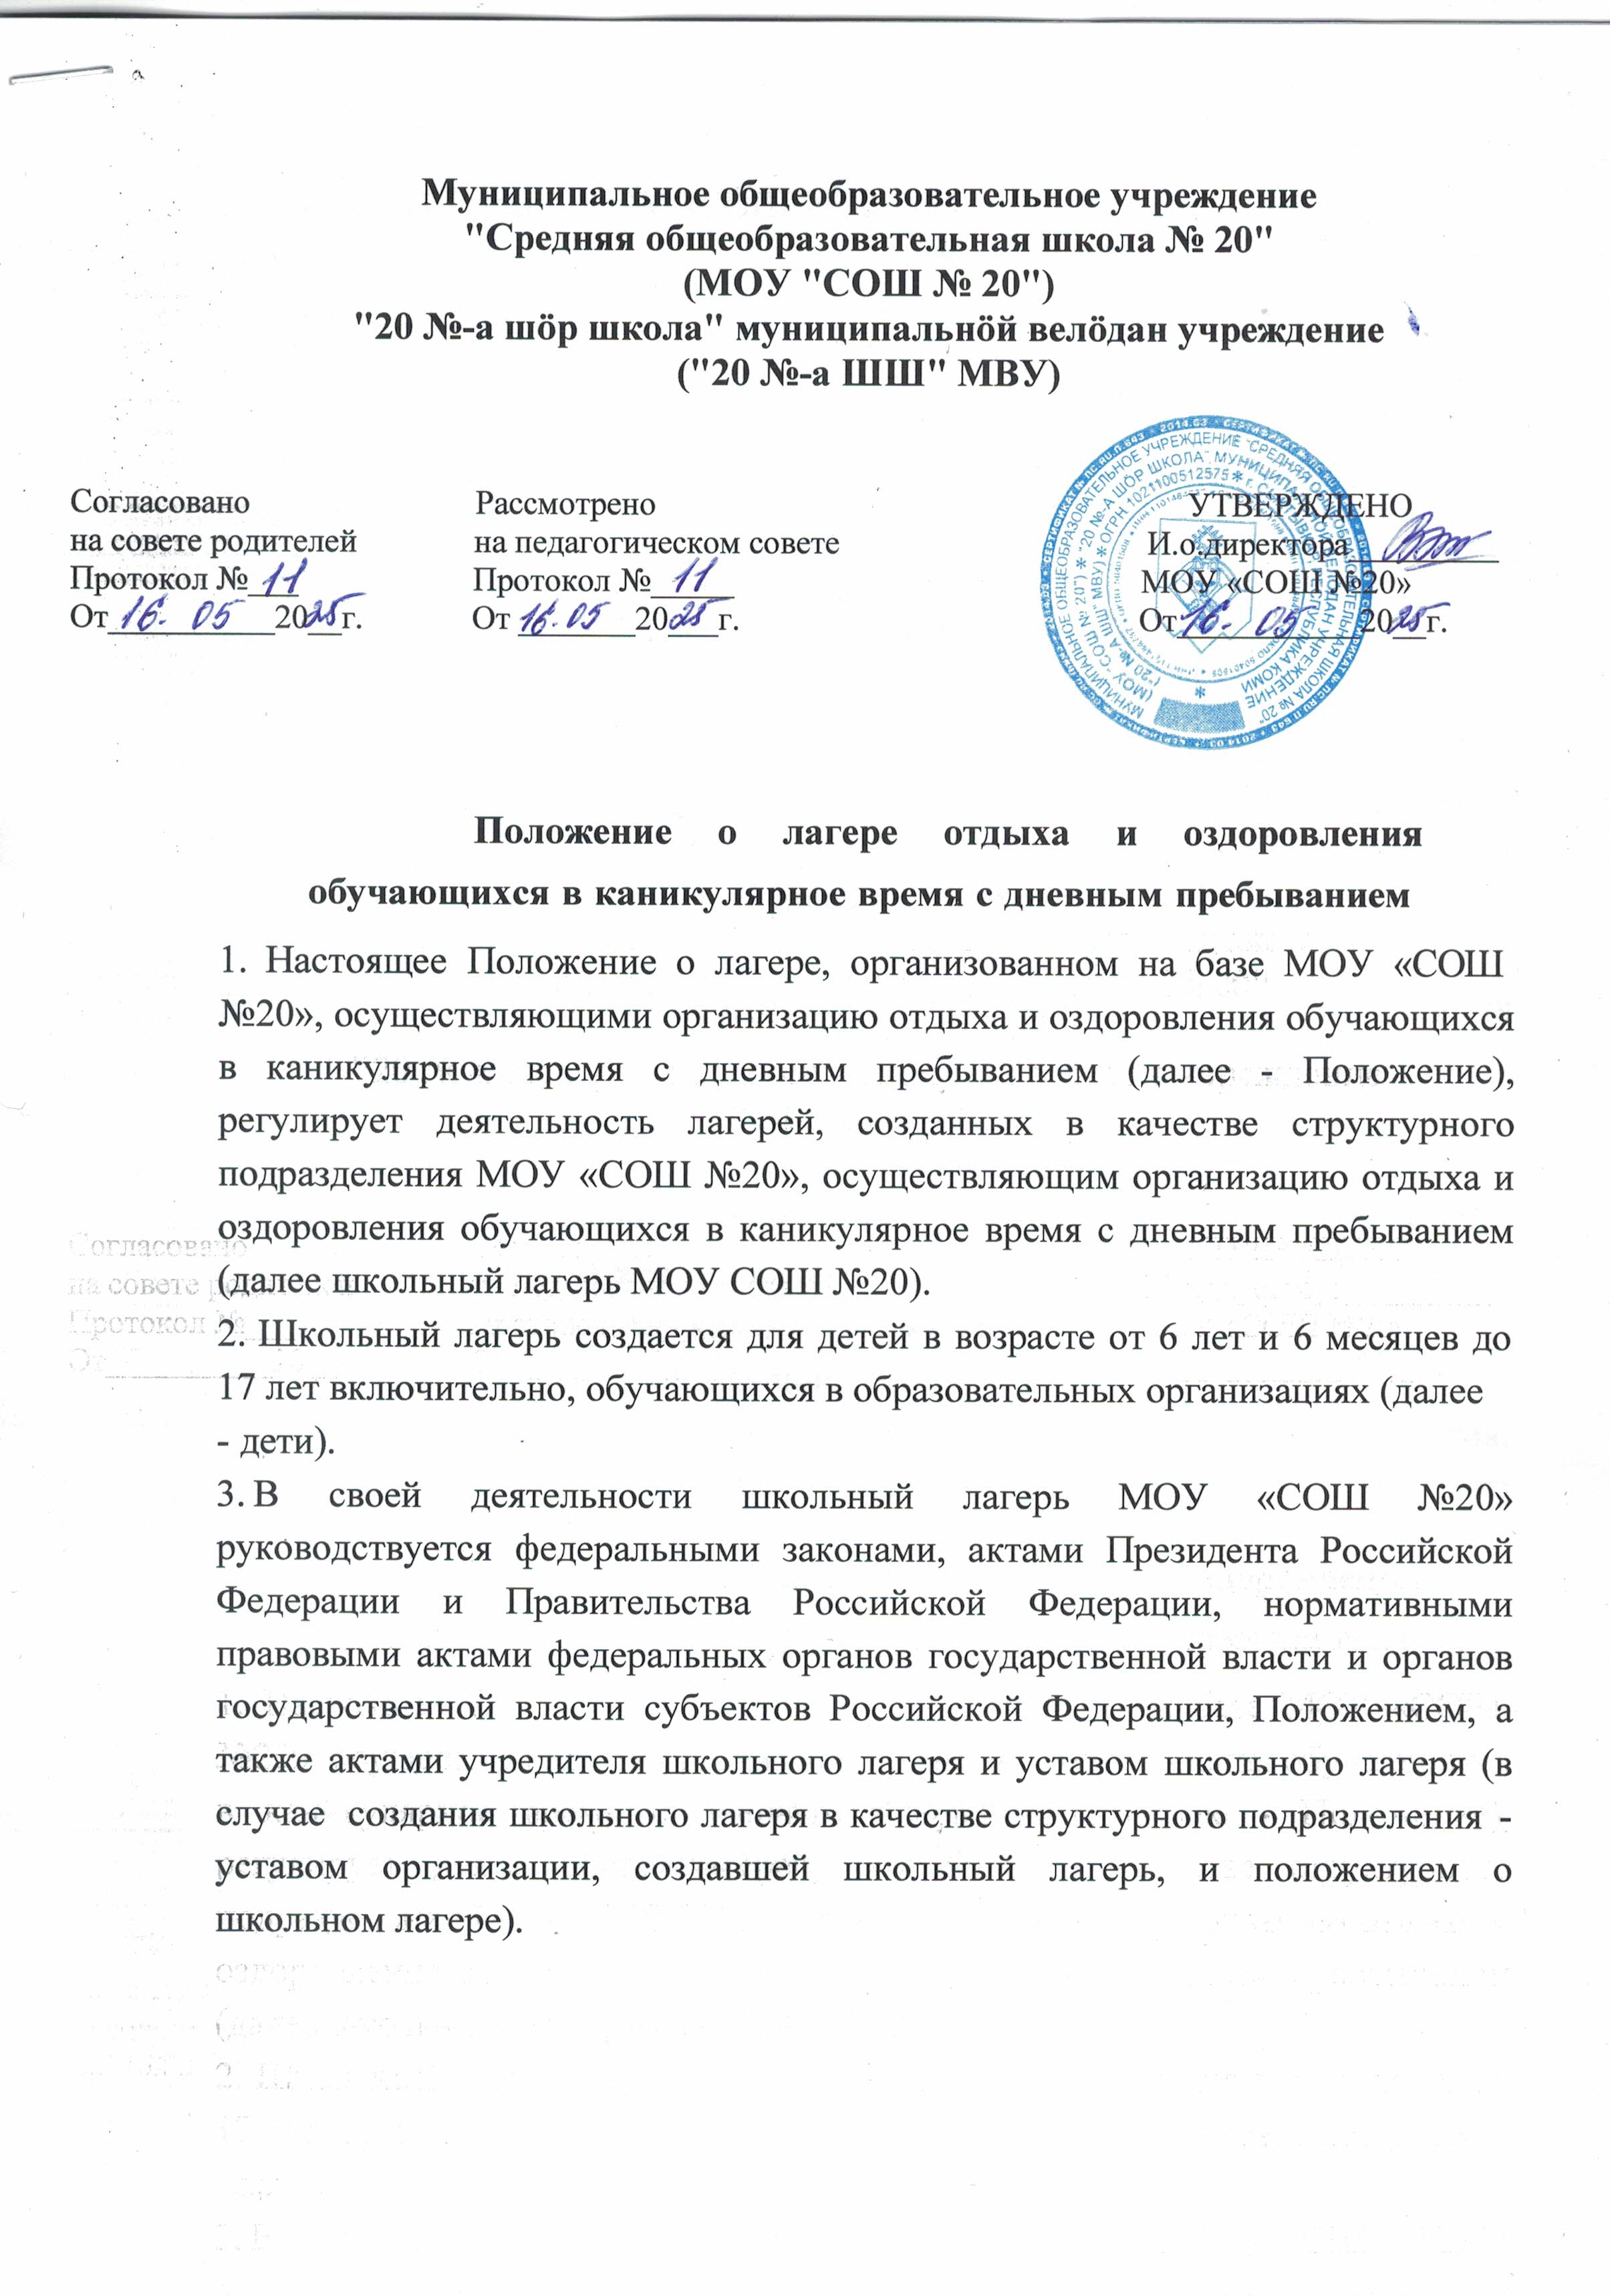 Муниципальное общеобразовательное учреждение
"Средняя общеобразовательная школа № 20"
(МОУ "СОШ № 20")
"20 №-а шӧр школа" муниципальнӧй велӧдан учреждение
("20 №-а ШШ" МВУ)
Согласовано
на совете родителей
Протокол № 11
От 16. 05 2025г.
Рассмотрено
на педагогическом совете
Протокол № 11
От 16.05 2025г.
УТВЕРЖДЕНО
И.о.директора
МОУ «СОШ №20»
От 16. 05 2025г.
Положение о лагере отдыха и оздоровления
обучающихся в каникулярное время с дневным пребыванием
1. Настоящее Положение о лагере, организованном на базе МОУ «СОШ
№20», осуществляющими организацию отдыха и оздоровления обучающихся
в каникулярное время с дневным пребыванием (далее - Положение),
регулирует деятельность лагерей, созданных в качестве структурного
подразделения МОУ «СОШ №20», осуществляющим организацию отдыха и
оздоровления обучающихся в каникулярное время с дневным пребыванием
(далее школьный лагерь МОУ СОШ №20).
2. Школьный лагерь создается для детей в возрасте от 6 лет и 6 месяцев до
17 лет включительно, обучающихся в образовательных организациях (далее
- дети).
3. В своей деятельности школьный лагерь МОУ «СОШ №20»
руководствуется федеральными законами, актами Президента Российской
Федерации и Правительства Российской Федерации, нормативными
правовыми актами федеральных органов государственной власти и органов
государственной власти субъектов Российской Федерации, Положением, а
также актами учредителя школьного лагеря и уставом школьного лагеря (в
случае создания школьного лагеря в качестве структурного подразделения -
уставом организации, создавшей школьный лагерь, и положением о
школьном лагере).